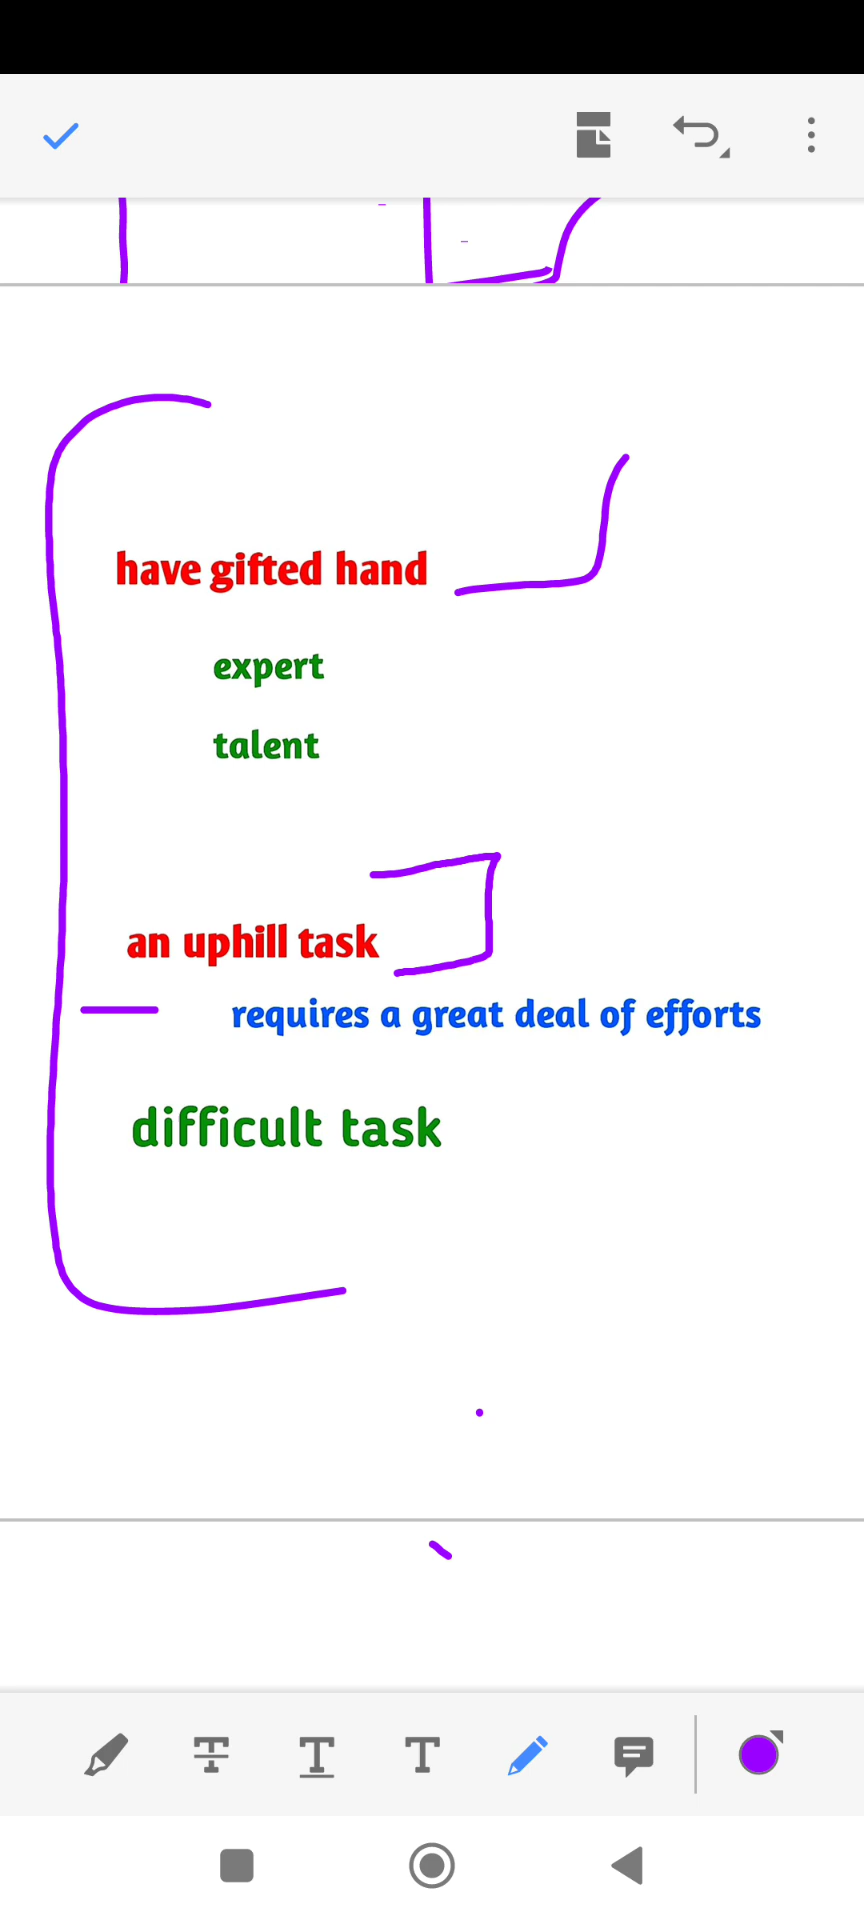 have gifted hand
expert
talent
an uphill task
requires a great deal of efforts
difficult task